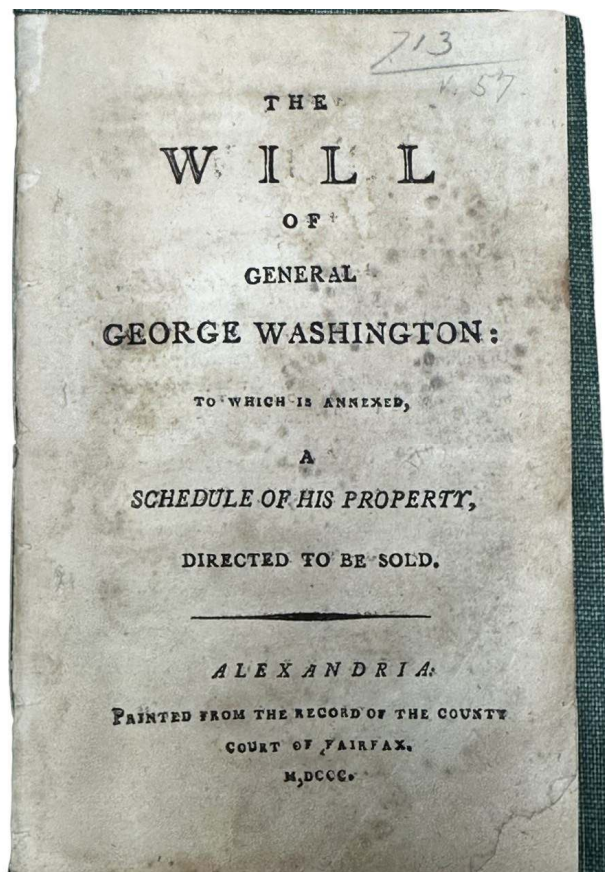 713
v. 57
THE
WILL
OF
GENERAL
GEORGE WASHINGTON:
TO WHICH IS ANNEXED,
A
SCHEDULE OF HIS PROPERTY,
DIRECTED TO BE SOLD.
ALEXANDRIA:
PRINTED FROM THE RECORD OF THE COUNTY
COURT OF FAIRFAX.
M,DCCC.